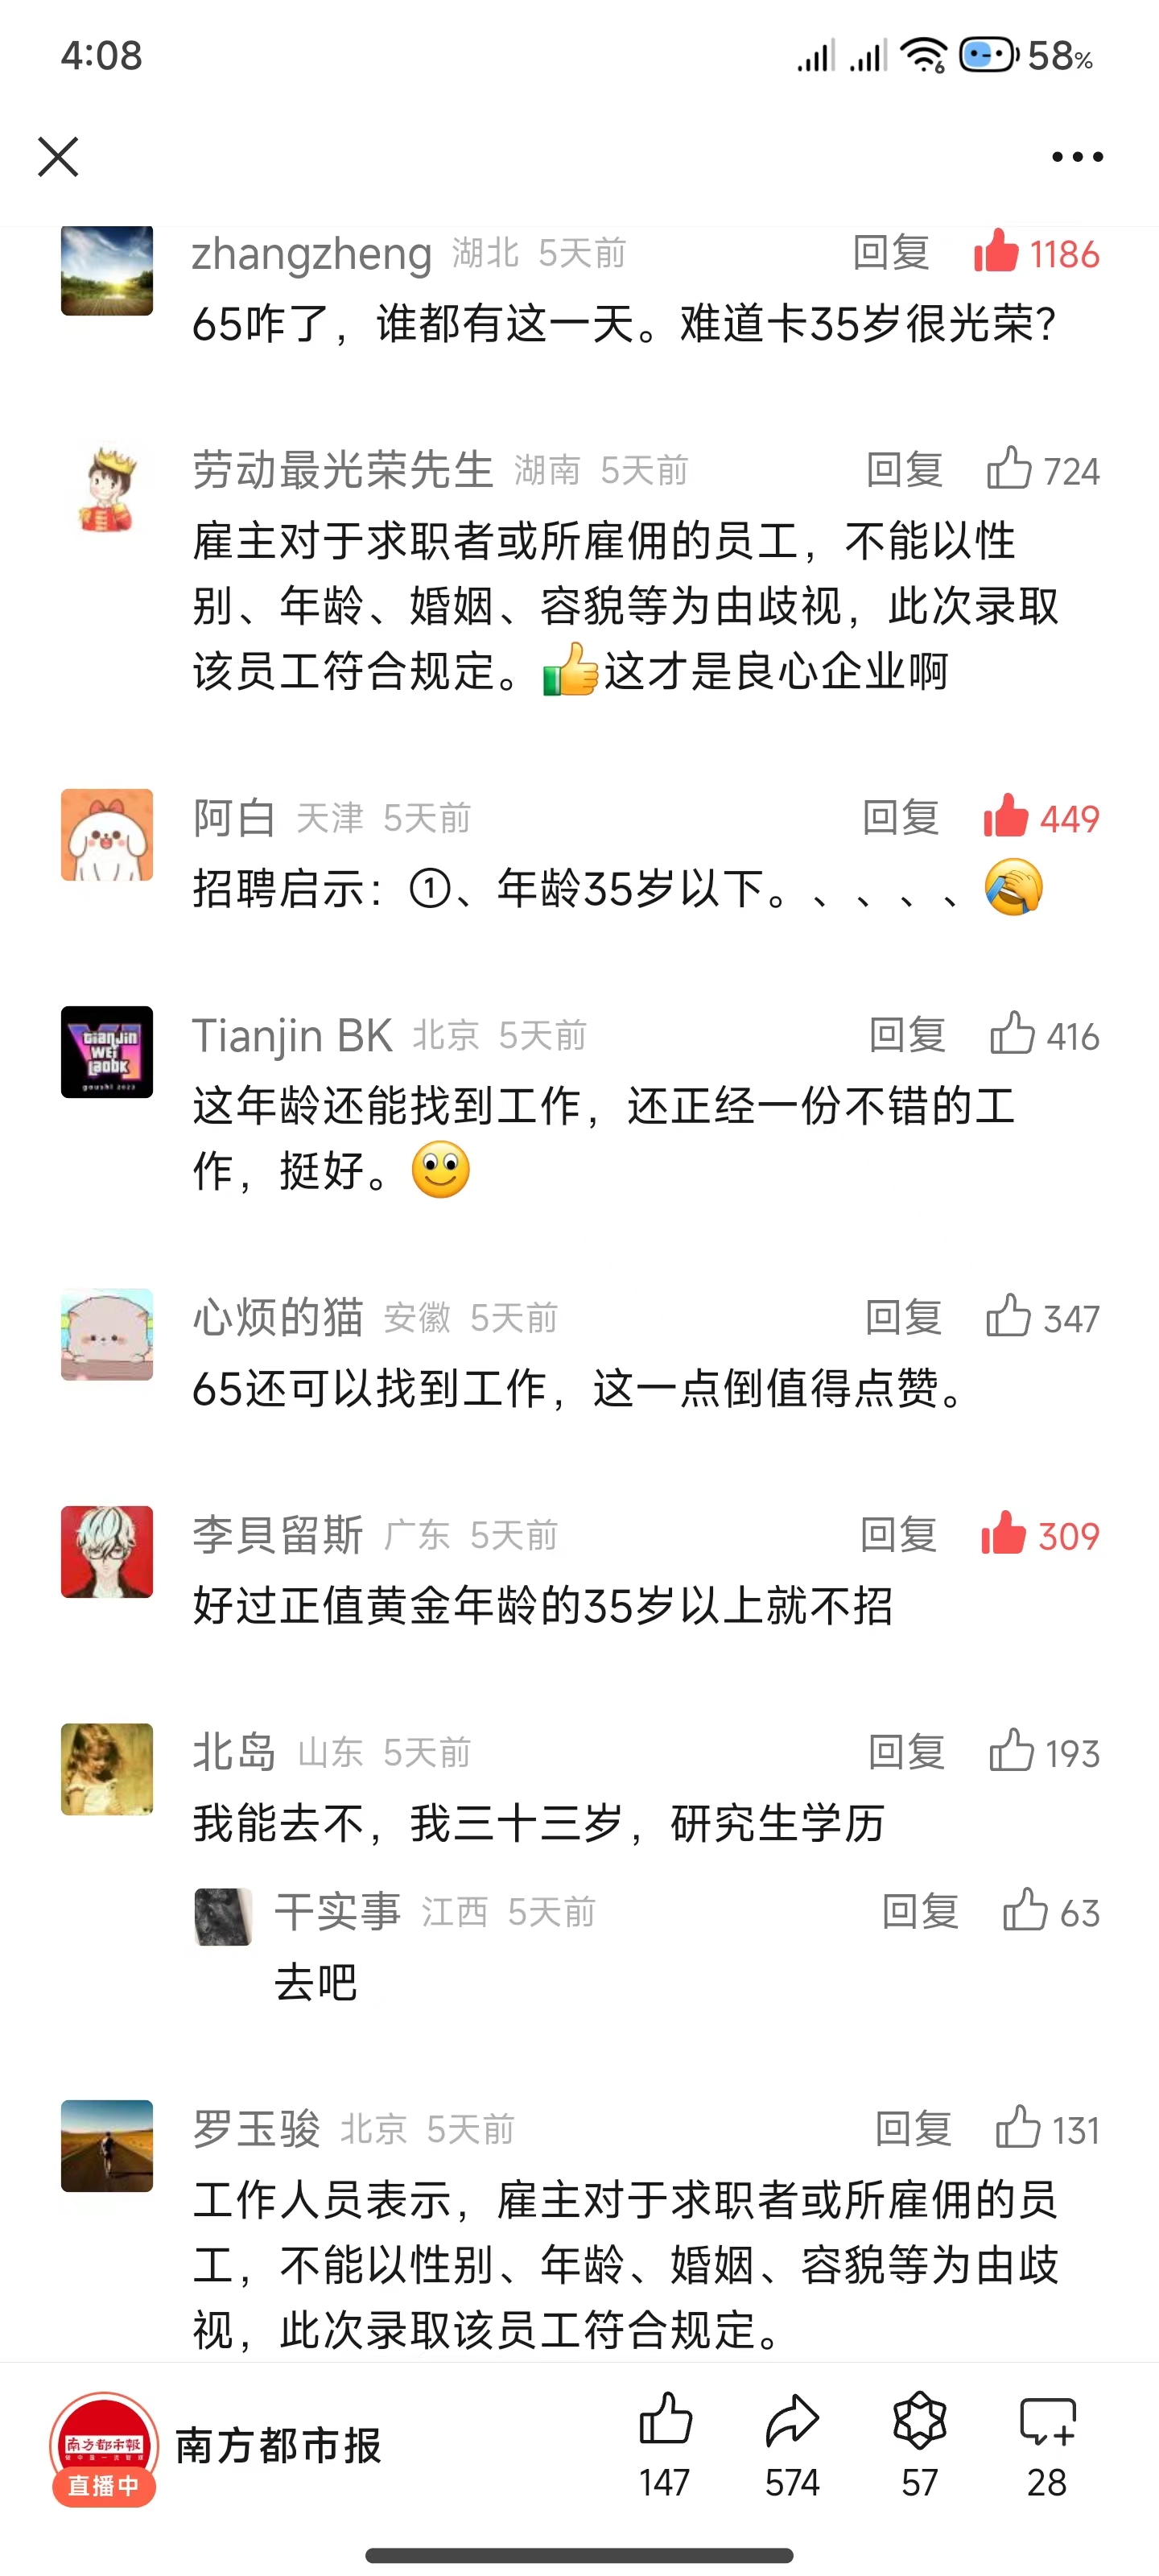 4:08
6
58%
zhangzheng 湖北 5天前 回复 1186
65咋了，谁都有这一天。难道卡35岁很光荣？
劳动最光荣先生 湖南 5天前 回复 724
雇主对于求职者或所雇佣的员工，不能以性
别、年龄、婚姻、容貌等为由歧视，此次录取
该员工符合规定。👍这才是良心企业啊
阿白 天津 5天前 回复 449
招聘启示：①、年龄35岁以下。、、、、
Tianjin BK 北京 5天前 回复 416
tianjin
WEI
Laobk
goushi 2023
这年龄还能找到工作，还正经一份不错的工
作，挺好。
心烦的猫 安徽 5天前 回复 347
65还可以找到工作，这一点倒值得点赞。
李贝留斯 广东 5天前 回复 309
好过正值黄金年龄的35岁以上就不招
北岛 山东 5天前 回复 193
我能去不，我三十三岁，研究生学历
干实事 江西 5天前 回复 63
去吧
罗玉骏 北京 5天前 回复 131
工作人员表示，雇主对于求职者或所雇佣的员
工，不能以性别、年龄、婚姻、容貌等为由歧
视，此次录取该员工符合规定。
南方都市報
直播中
南方都市报
147 574 57 28